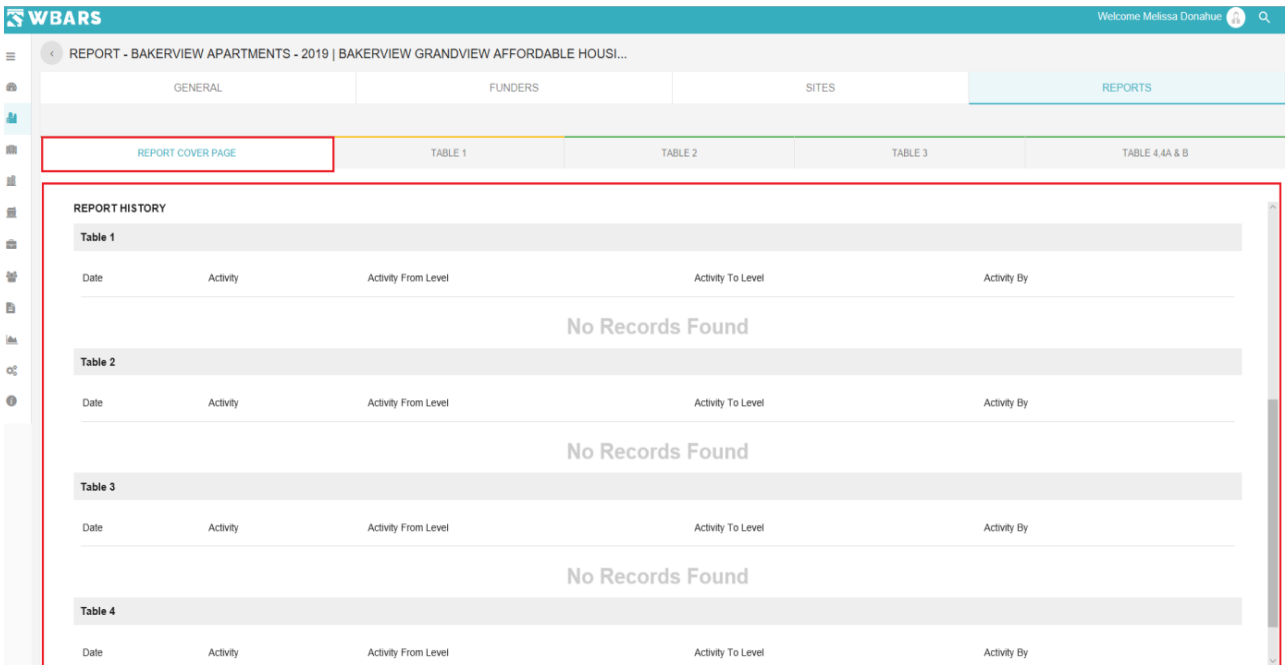 WBARS
Welcome Melissa Donahue
REPORT - BAKERVIEW APARTMENTS - 2019 | BAKERVIEW GRANDVIEW AFFORDABLE HOUSI...
GENERAL FUNDERS SITES REPORTS
REPORT COVER PAGE TABLE 1 TABLE 2 TABLE 3 TABLE 4,4A & B
REPORT HISTORY
Table 1
Date Activity Activity From Level Activity To Level Activity By
No Records Found
Table 2
Date Activity Activity From Level Activity To Level Activity By
No Records Found
Table 3
Date Activity Activity From Level Activity To Level Activity By
No Records Found
Table 4
Date Activity Activity From Level Activity To Level Activity By